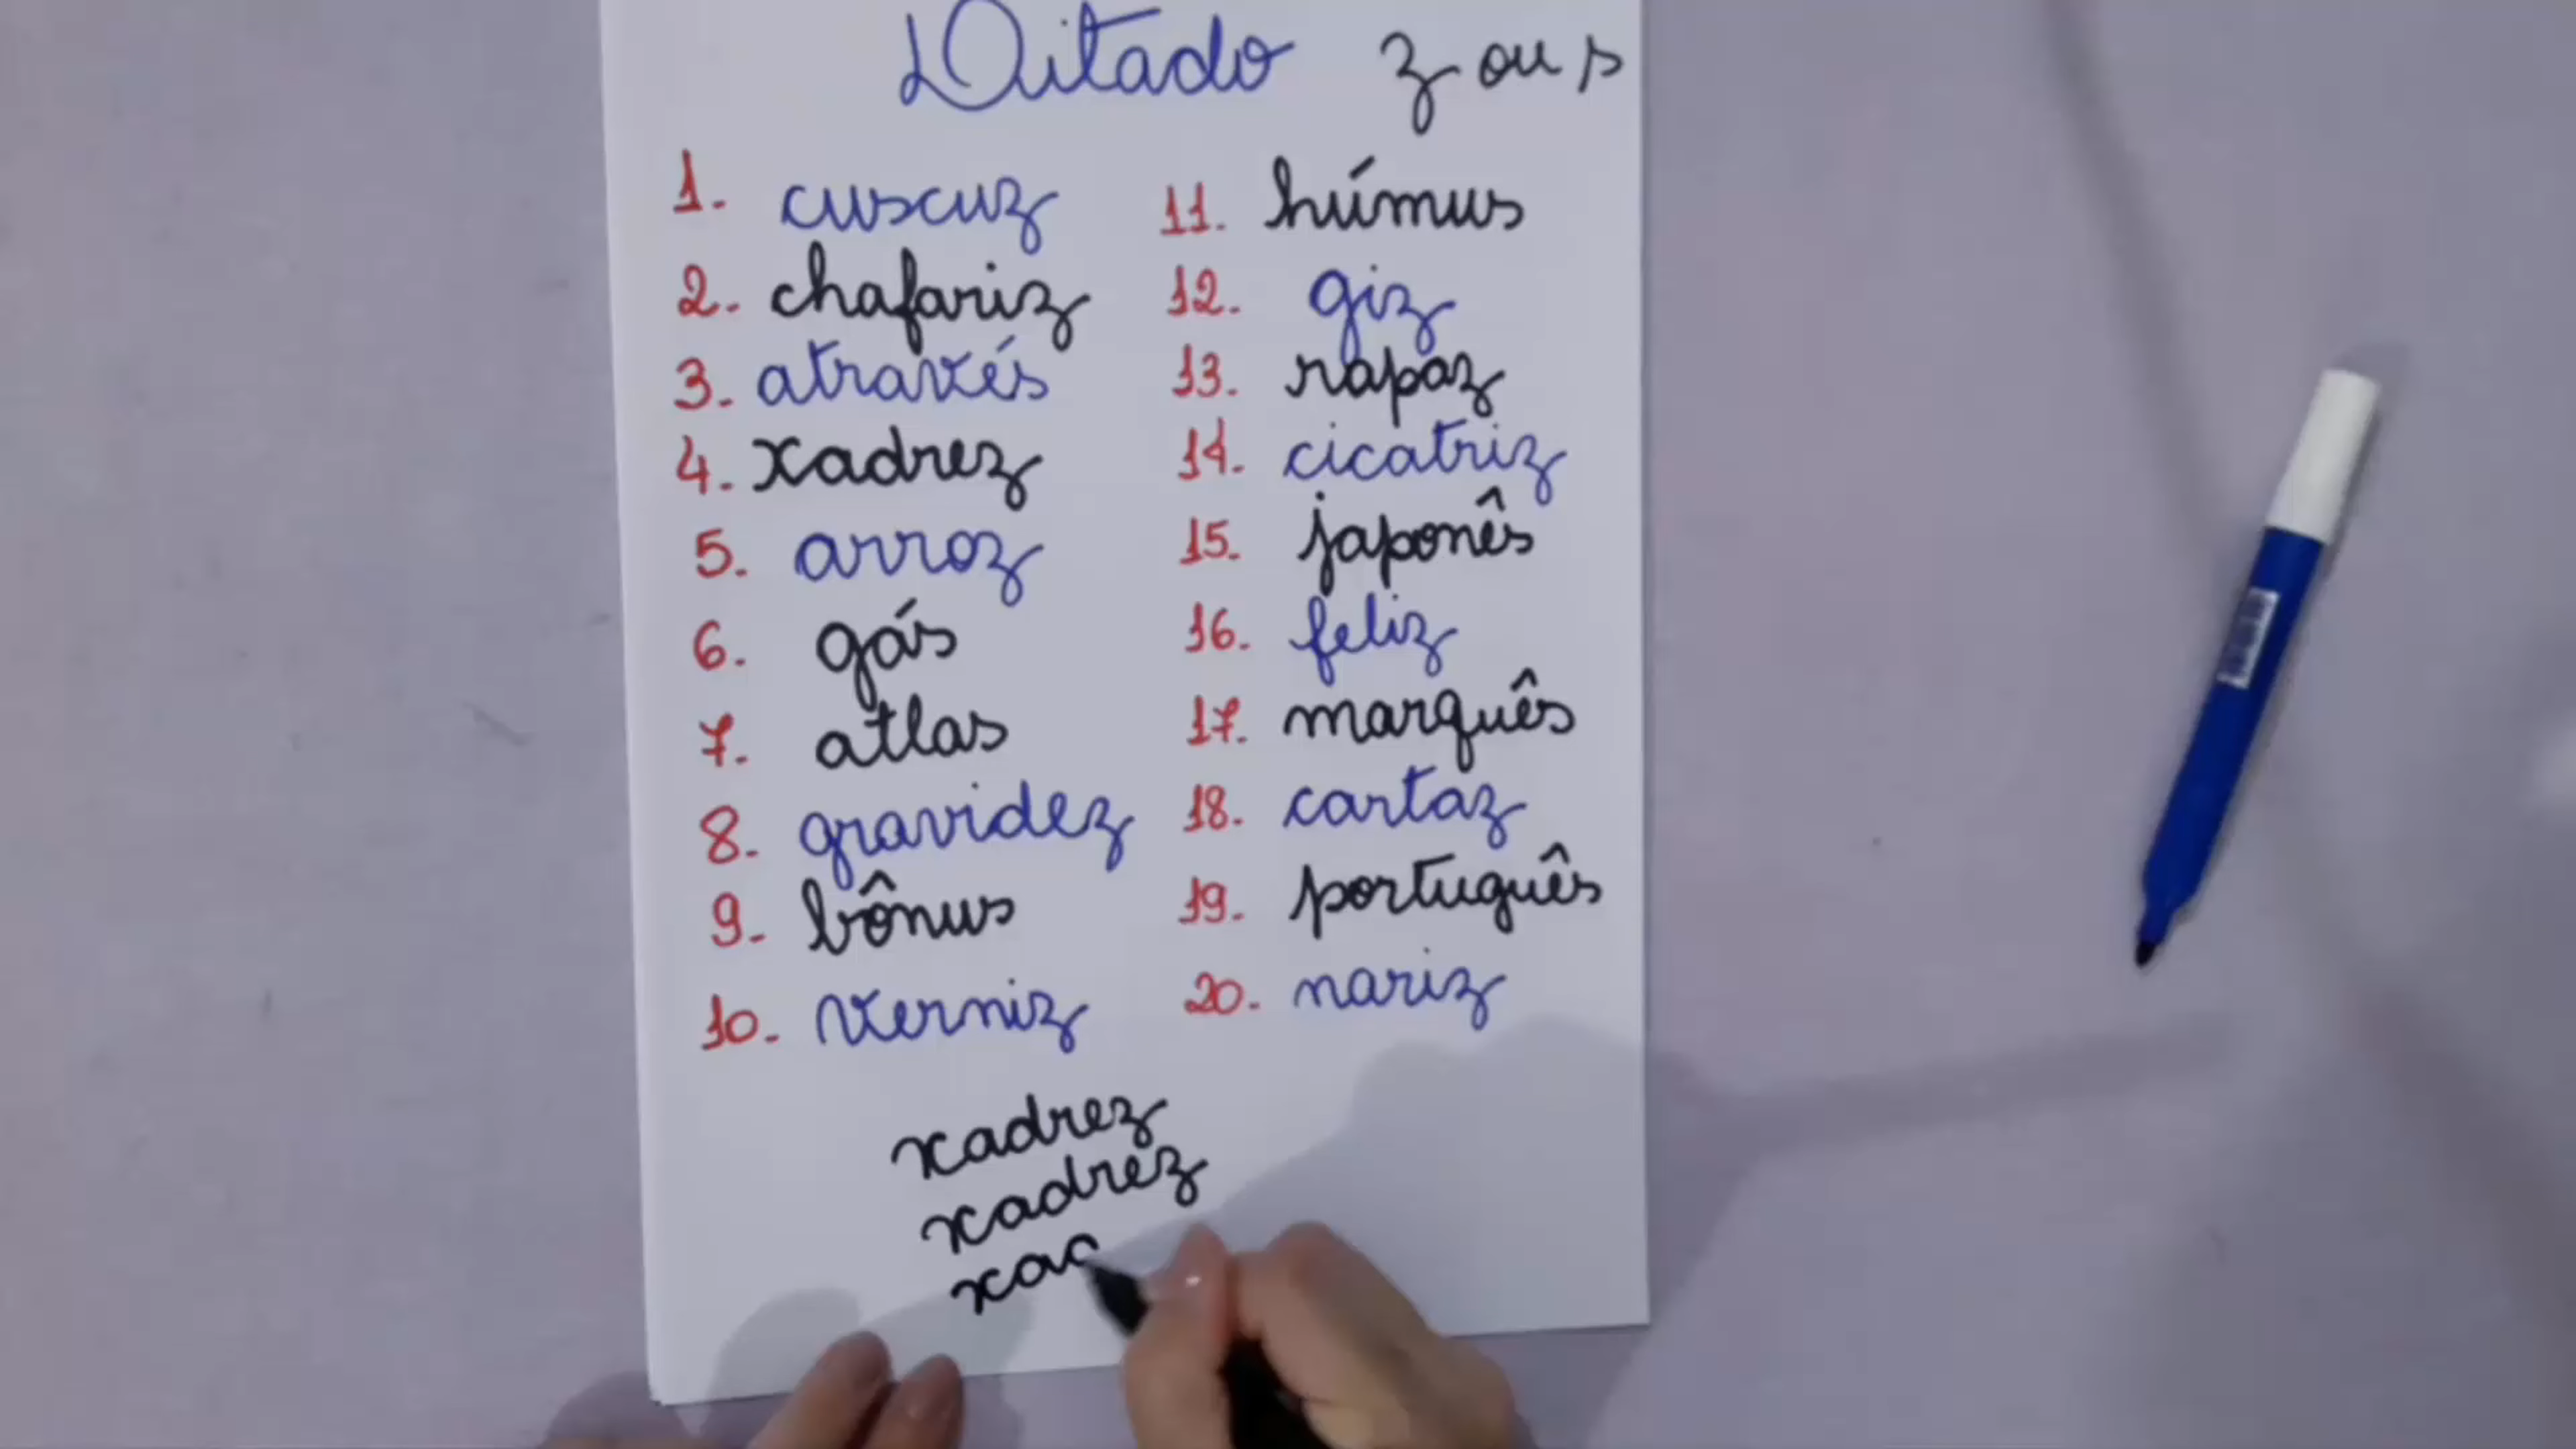 Ditado z ou s
1. cuscuz
2. chafariz
3. através
4. xadrez
5. arroz
6. gás
7. atlas
8. gravidez
9. bônus
10. verniz
11. húmus
12. giz
13. rapaz
14. cicatriz
15. japonês
16. feliz
17. marquês
18. cartaz
19. português
20. nariz
xadrez
xadrez
xa